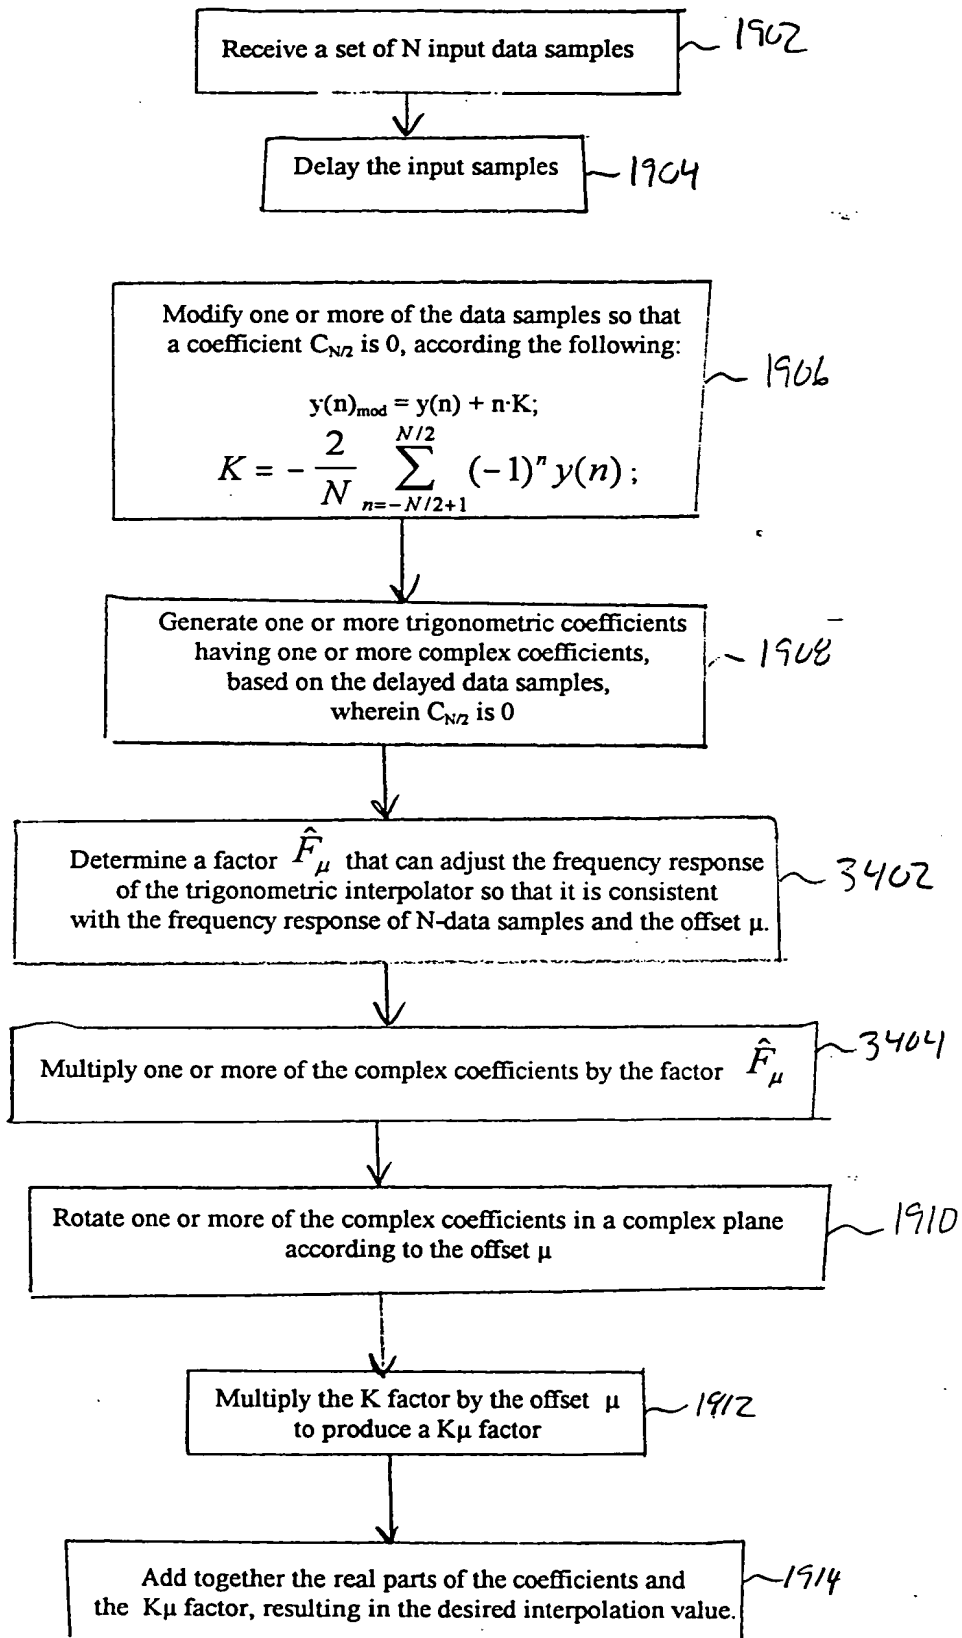 Receive a set of N input data samples
1902
Delay the input samples
1904
Modify one or more of the data samples so that
a coefficient C_{N/2} is 0, according the following:
1906
y(n)_{mod} = y(n) + n·K;
K = - \frac{2}{N} \sum_{n=-N/2+1}^{N/2} (-1)^n y(n) ;
Generate one or more trigonometric coefficients
having one or more complex coefficients,
1908
based on the delayed data samples,
wherein C_{N/2} is 0
Determine a factor \hat{F}_μ that can adjust the frequency response
3402
of the trigonometric interpolator so that it is consistent
with the frequency response of N-data samples and the offset μ.
3404
Multiply one or more of the complex coefficients by the factor \hat{F}_μ
Rotate one or more of the complex coefficients in a complex plane
1910
according to the offset μ
Multiply the K factor by the offset μ
1912
to produce a Kμ factor
Add together the real parts of the coefficients and
1914
the Kμ factor, resulting in the desired interpolation value.